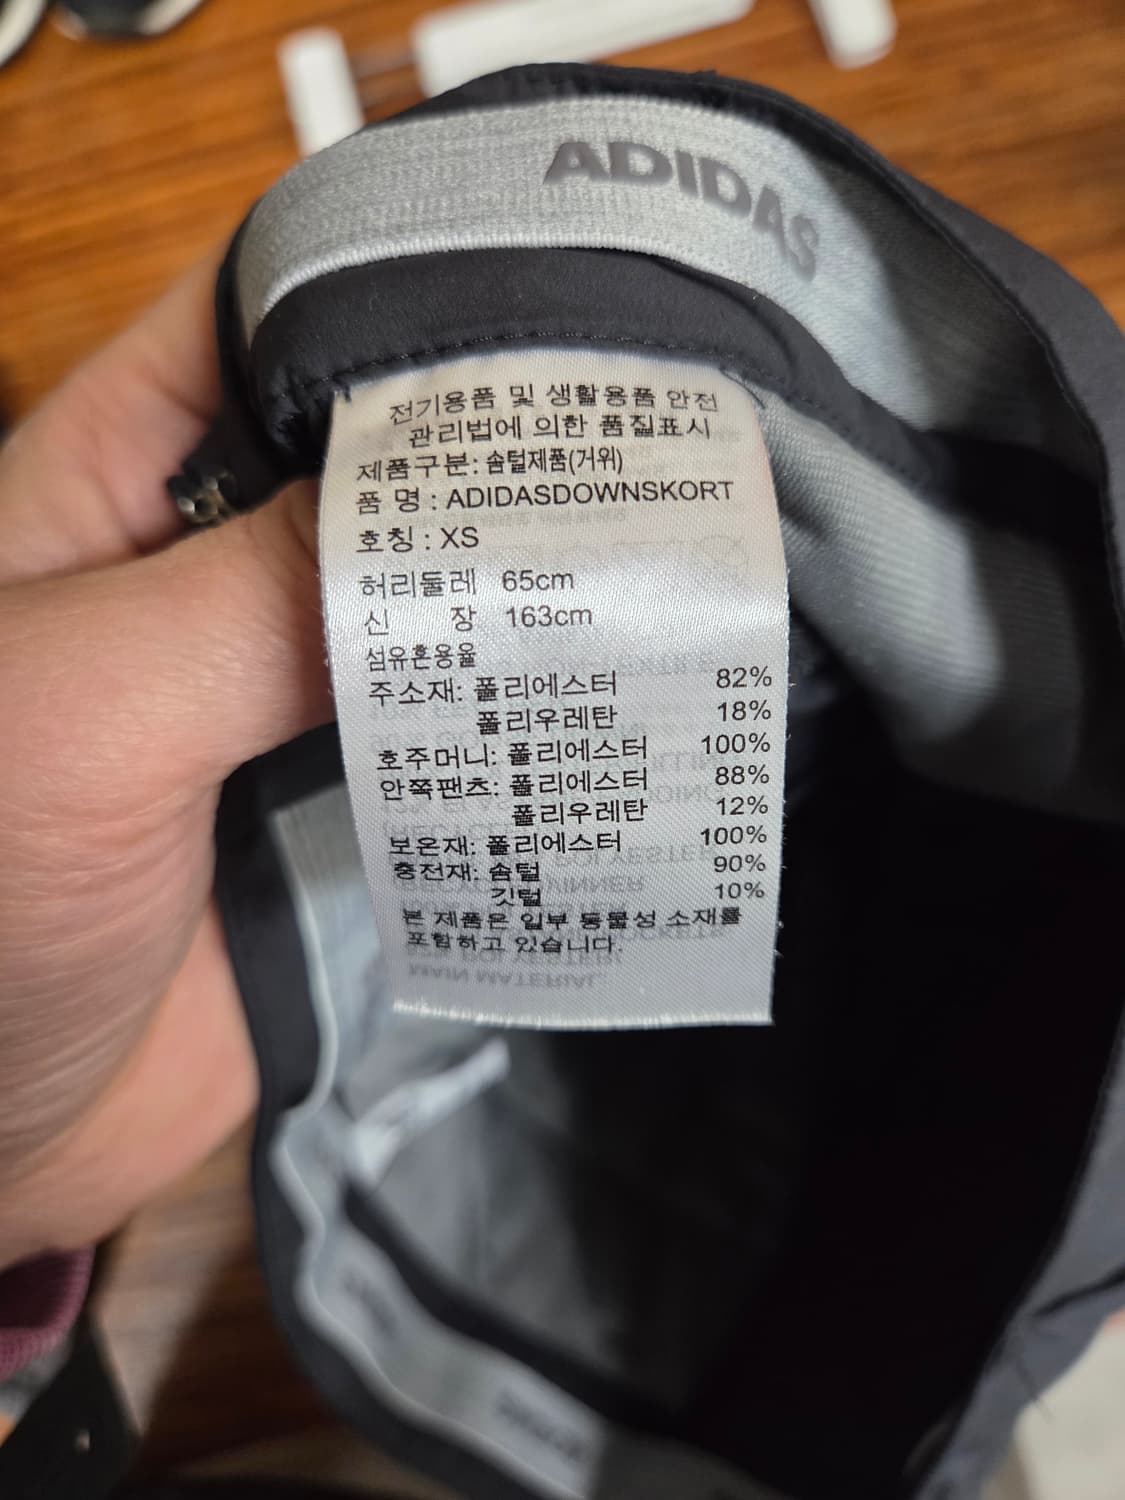 ADIDAS
전기용품 및 생활용품 안전
관리법에 의한 품질표시
제품구분: 솜털제품(거위)
품 명 : ADIDASDOWNSKORT
호칭 : XS
허리둘레 65cm
신 장 163cm
섬유혼용율
주소재: 폴리에스터 82%
폴리우레탄 18%
호주머니: 폴리에스터 100%
안쪽팬츠: 폴리에스터 88%
폴리우레탄 12%
보온재: 폴리에스터 100%
충전재: 솜털 90%
깃털 10%
본 제품은 일부 동물성 소재를
포함하고 있습니다.